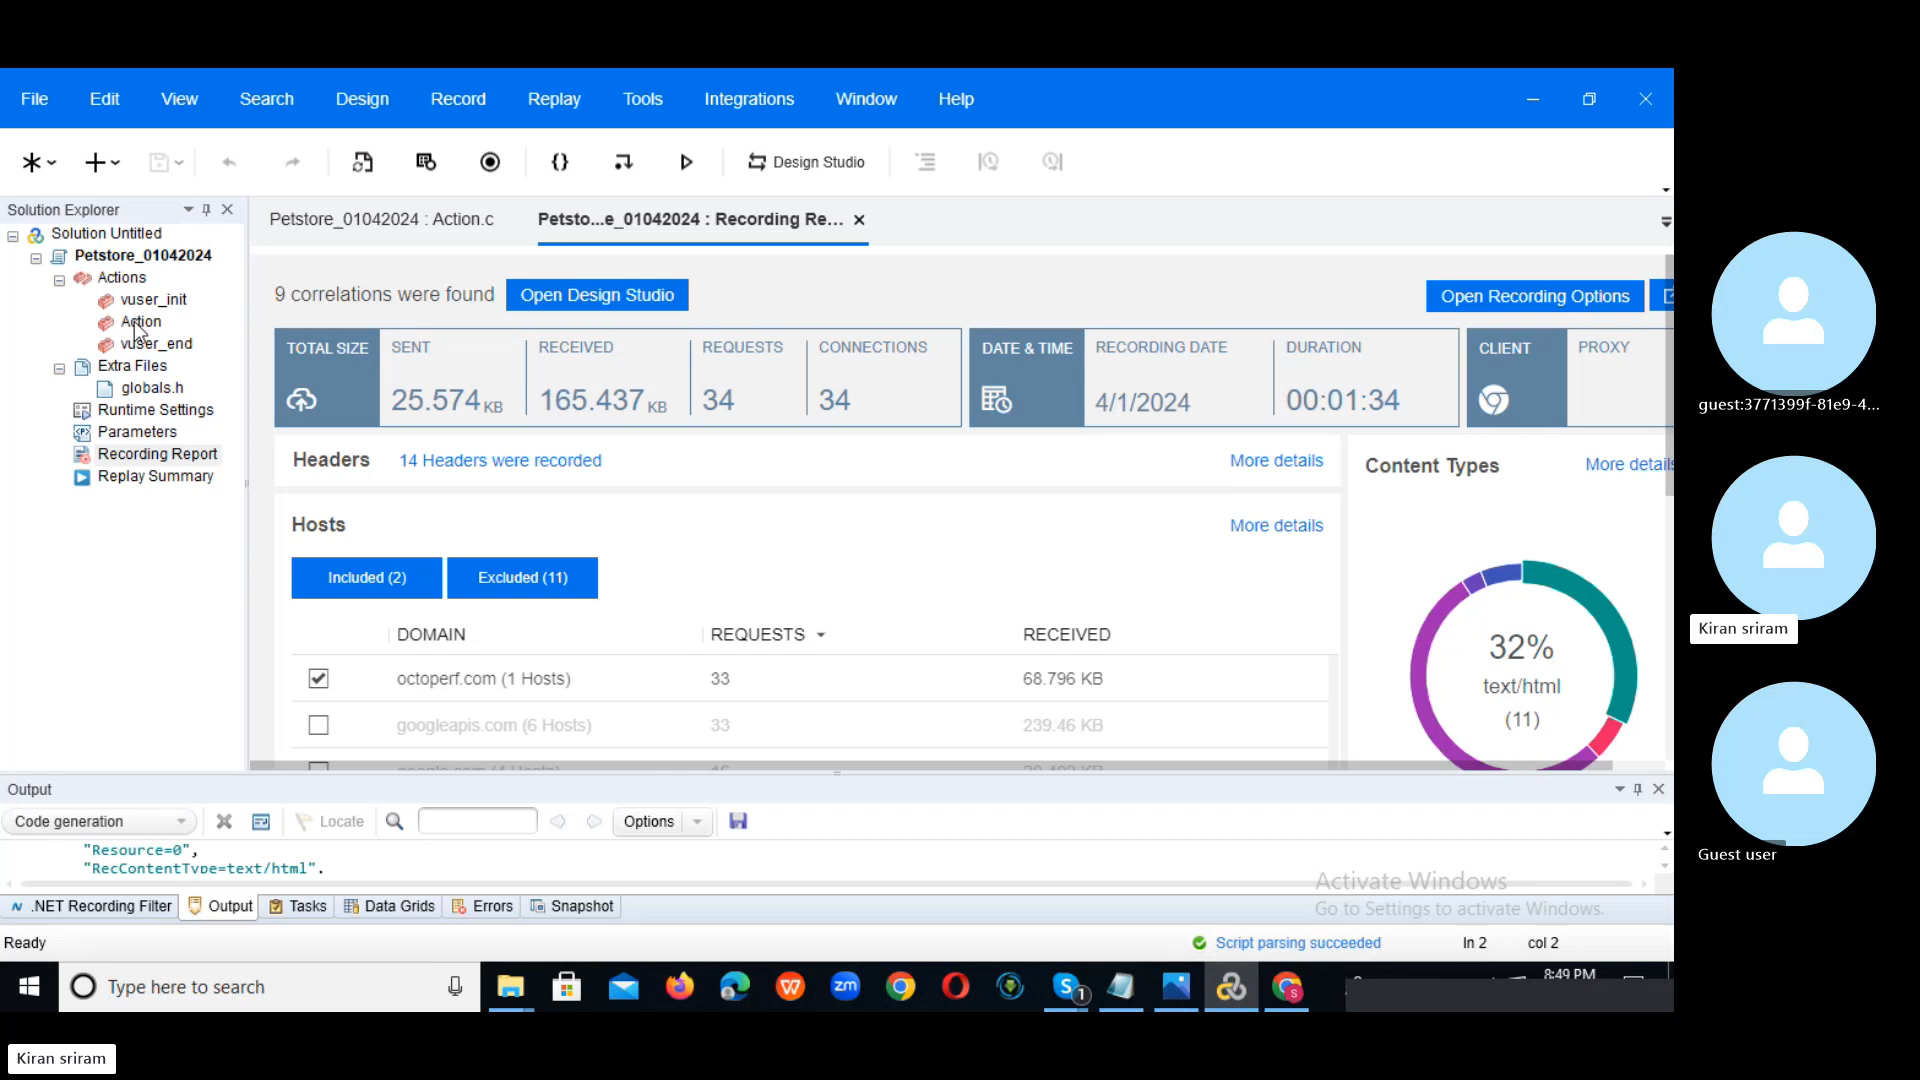 File Edit View Search Design Record Replay Tools Integrations Window Help
Design Studio
Solution Explorer
Petstore_01042024 : Action.c
Petsto...e_01042024 : Recording Re...
Solution Untitled
Petstore_01042024
Actions
vuser_init
Action
vuser_end
Extra Files
globals.h
Runtime Settings
Parameters
Recording Report
Replay Summary
9 correlations were found
Open Design Studio
Open Recording Options
TOTAL SIZE SENT RECEIVED REQUESTS CONNECTIONS
25.574 KB 165.437 KB 34 34
DATE & TIME RECORDING DATE DURATION
4/1/2024 00:01:34
CLIENT PROXY
Headers 14 Headers were recorded More details
Hosts More details
Included (2) Excluded (11)
DOMAIN REQUESTS RECEIVED
octoperf.com (1 Hosts) 33 68.796 KB
googleapis.com (6 Hosts) 33 239.46 KB
Content Types More details
32%
text/html
(11)
Output
Code generation Locate Options
"Resource=0",
"RecContentType=text/html".
.NET Recording Filter Output Tasks Data Grids Errors Snapshot
Activate Windows
Go to Settings to activate Windows.
Ready Script parsing succeeded ln 2 col 2
Type here to search
W
zm
S
1
S
8:49 PM
guest:3771399f-81e9-4...
Kiran sriram
Guest user
Kiran sriram